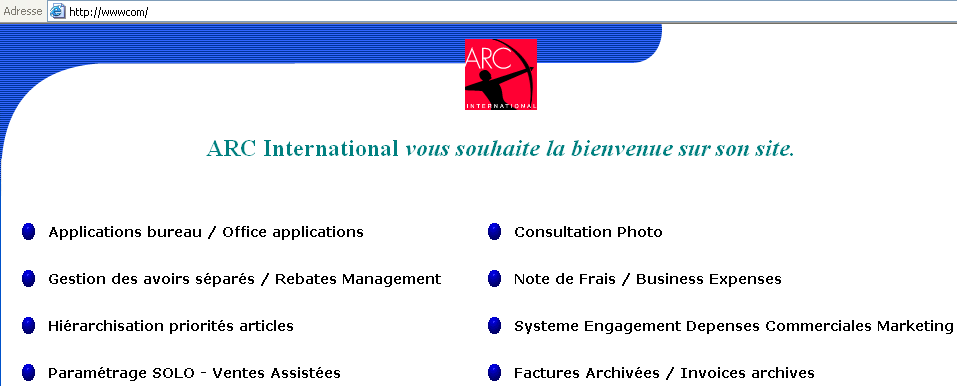 Adresse http://wwwcom/
ARC
INTERNATIONAL
ARC International vous souhaite la bienvenue sur son site.
Applications bureau / Office applications
Consultation Photo
Gestion des avoirs séparés / Rebates Management
Note de Frais / Business Expenses
Hiérarchisation priorités articles
Systeme Engagement Depenses Commerciales Marketing
Paramétrage SOLO - Ventes Assistées
Factures Archivées / Invoices archives